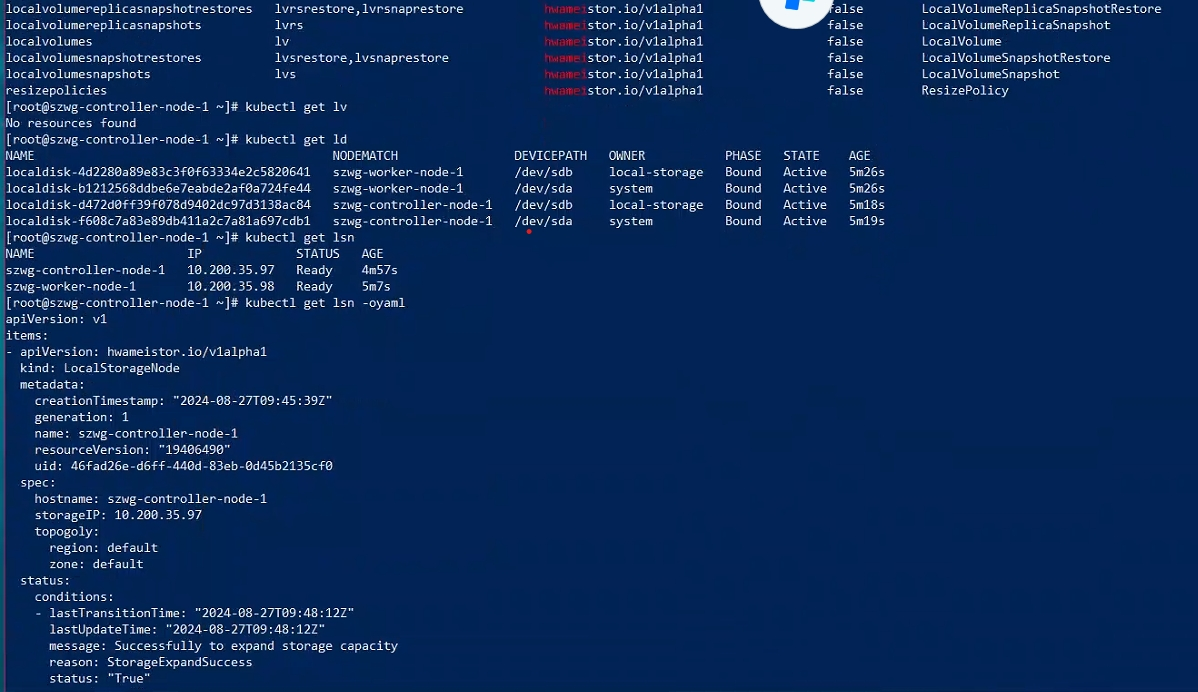 localvolumereplicasnapshotrestores lvrsrestore,lvrsnaprestore hwameistor.io/v1alpha1 false LocalVolumeReplicaSnapshotRestore
localvolumereplicasnapshots lvrs hwameistor.io/v1alpha1 false LocalVolumeReplicaSnapshot
localvolumes lv hwameistor.io/v1alpha1 false LocalVolume
localvolumesnapshotrestores lvsrestore,lvsnaprestore hwameistor.io/v1alpha1 false LocalVolumeSnapshotRestore
localvolumesnapshots lvs hwameistor.io/v1alpha1 false LocalVolumeSnapshot
resizepolicies hwameistor.io/v1alpha1 false ResizePolicy
[root@szwg-controller-node-1 ~]# kubectl get lv
No resources found
[root@szwg-controller-node-1 ~]# kubectl get ld
NAME NODEMATCH DEVICEPATH OWNER PHASE STATE AGE
localdisk-4d2280a89e83c3f0f63334e2c5820641 szwg-worker-node-1 /dev/sdb local-storage Bound Active 5m26s
localdisk-b1212568ddbe6e7eabde2af0a724fe44 szwg-worker-node-1 /dev/sda system Bound Active 5m26s
localdisk-d472d0ff39f078d9402dc97d3138ac84 szwg-controller-node-1 /dev/sdb local-storage Bound Active 5m18s
localdisk-f608c7a83e89db411a2c7a81a697cdb1 szwg-controller-node-1 /dev/sda system Bound Active 5m19s
[root@szwg-controller-node-1 ~]# kubectl get lsn
NAME IP STATUS AGE
szwg-controller-node-1 10.200.35.97 Ready 4m57s
szwg-worker-node-1 10.200.35.98 Ready 5m7s
[root@szwg-controller-node-1 ~]# kubectl get lsn -oyaml
apiVersion: v1
items:
- apiVersion: hwameistor.io/v1alpha1
kind: LocalStorageNode
metadata:
creationTimestamp: "2024-08-27T09:45:39Z"
generation: 1
name: szwg-controller-node-1
resourceVersion: "19406490"
uid: 46fad26e-d6ff-440d-83eb-0d45b2135cf0
spec:
hostname: szwg-controller-node-1
storageIP: 10.200.35.97
topogoly:
region: default
zone: default
status:
conditions:
- lastTransitionTime: "2024-08-27T09:48:12Z"
lastUpdateTime: "2024-08-27T09:48:12Z"
message: Successfully to expand storage capacity
reason: StorageExpandSuccess
status: "True"